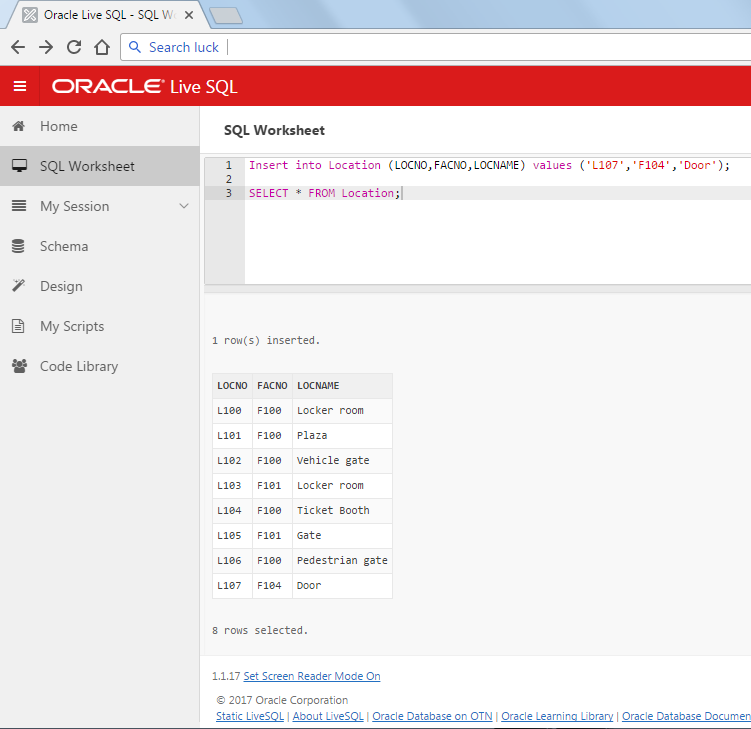 Oracle Live SQL - SQL Wo
Search luck
ORACLE® Live SQL
Home
SQL Worksheet
My Session
Schema
Design
My Scripts
Code Library
SQL Worksheet
1 Insert into Location (LOCNO,FACNO,LOCNAME) values ('L107','F104','Door');
2
3 SELECT * FROM Location;
1 row(s) inserted.
LOCNO FACNO LOCNAME
L100 F100 Locker room
L101 F100 Plaza
L102 F100 Vehicle gate
L103 F101 Locker room
L104 F100 Ticket Booth
L105 F101 Gate
L106 F100 Pedestrian gate
L107 F104 Door
8 rows selected.
1.1.17 Set Screen Reader Mode On
© 2017 Oracle Corporation
Static LiveSQL | About LiveSQL | Oracle Database on OTN | Oracle Learning Library | Oracle Database Documen